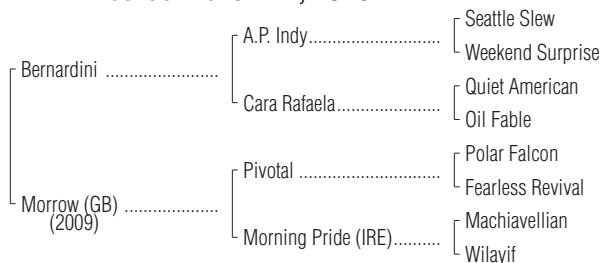 Seattle Slew
A.P. Indy
Weekend Surprise
Bernardini
Quiet American
Cara Rafaela
Oil Fable
Polar Falcon
Pivotal
Fearless Revival
Morrow (GB)
(2009)
Machiavellian
Morning Pride (IRE)
Wilayif